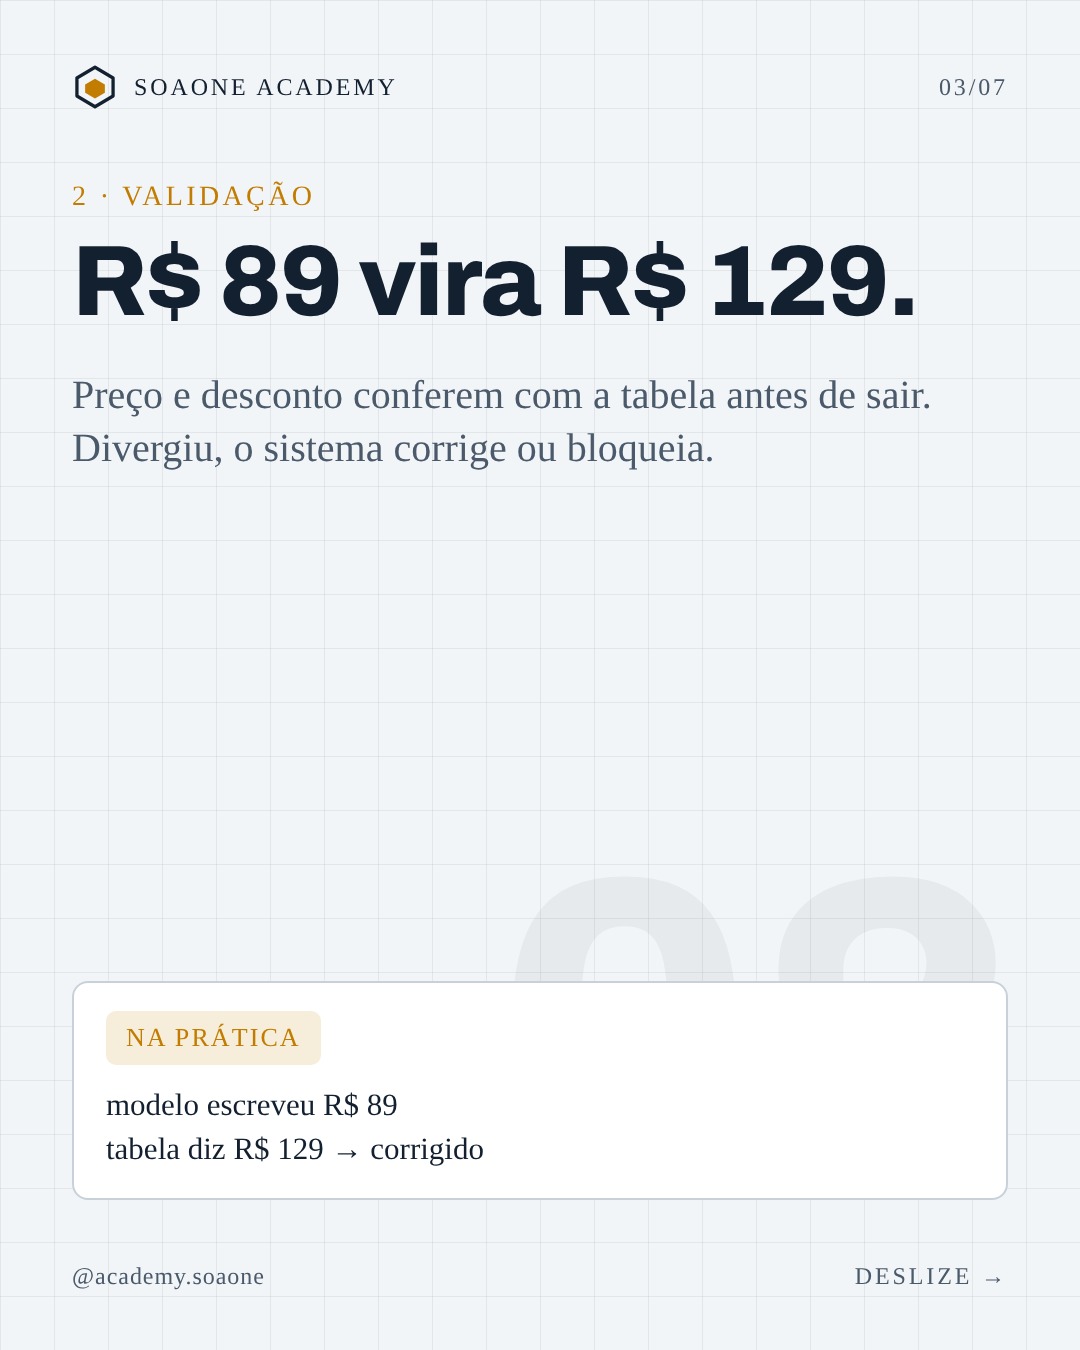 SOAONE ACADEMY
03/07
2 · VALIDAÇÃO
R$ 89 vira R$ 129.
Preço e desconto conferem com a tabela antes de sair.
Divergiu, o sistema corrige ou bloqueia.
NA PRÁTICA
modelo escreveu R$ 89
tabela diz R$ 129 → corrigido
@academy.soaone
DESLIZE →